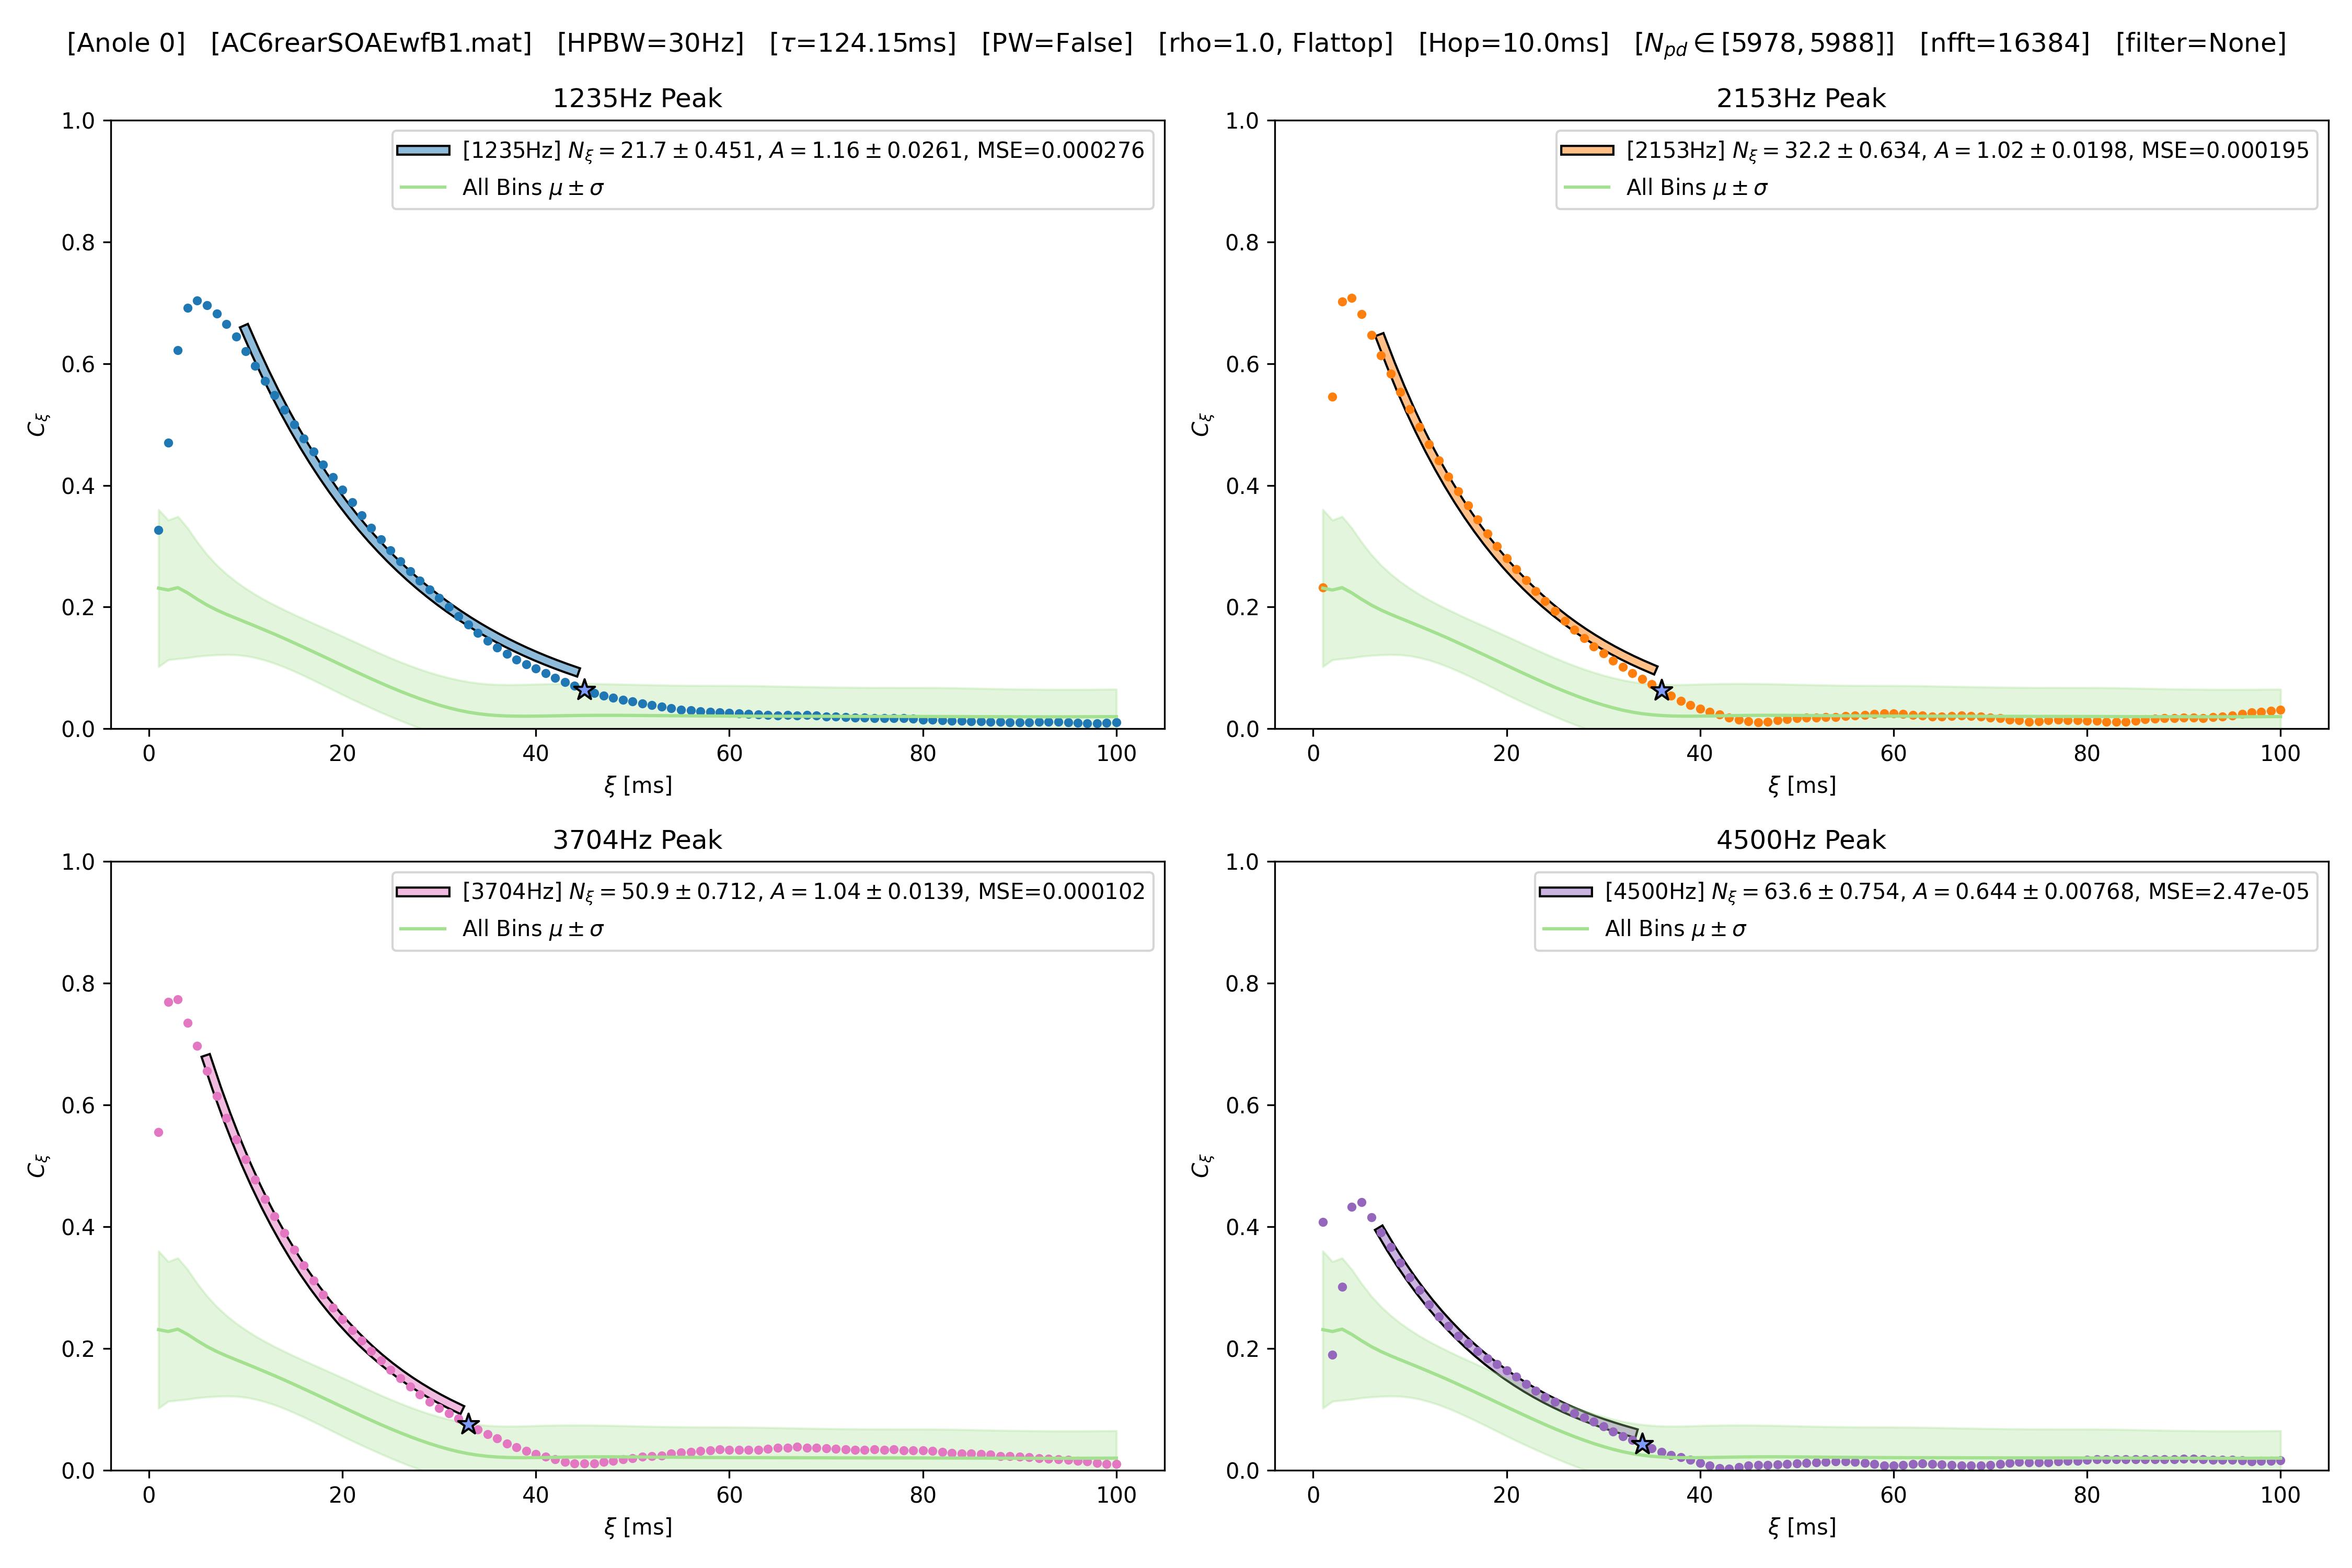 [Anole 0] [AC6rearSOAEwfB1.mat] [HPBW=30Hz] [τ=124.15ms] [PW=False] [rho=1.0, Flattop] [Hop=10.0ms] [N_pd ∈ [5978, 5988]] [nfft=16384] [filter=None]
1235Hz Peak
[1235Hz] N_ξ = 21.7 ± 0.451, A = 1.16 ± 0.0261, MSE=0.000276
All Bins μ ± σ
1.0
0.8
0.6
0.4
0.2
0.0
C_ξ
0 20 40 60 80 100
ξ [ms]
2153Hz Peak
[2153Hz] N_ξ = 32.2 ± 0.634, A = 1.02 ± 0.0198, MSE=0.000195
All Bins μ ± σ
1.0
0.8
0.6
0.4
0.2
0.0
C_ξ
0 20 40 60 80 100
ξ [ms]
3704Hz Peak
[3704Hz] N_ξ = 50.9 ± 0.712, A = 1.04 ± 0.0139, MSE=0.000102
All Bins μ ± σ
1.0
0.8
0.6
0.4
0.2
0.0
C_ξ
0 20 40 60 80 100
ξ [ms]
4500Hz Peak
[4500Hz] N_ξ = 63.6 ± 0.754, A = 0.644 ± 0.00768, MSE=2.47e-05
All Bins μ ± σ
1.0
0.8
0.6
0.4
0.2
0.0
C_ξ
0 20 40 60 80 100
ξ [ms]